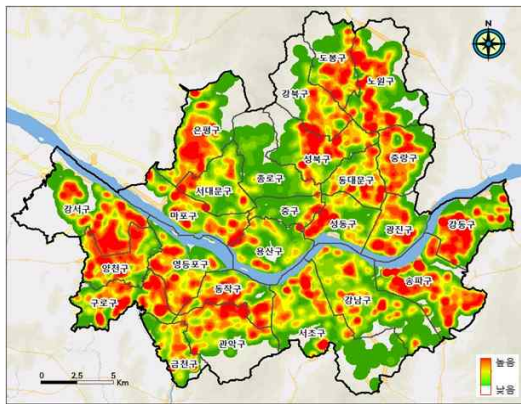 N
도봉구
노원구
강북구
은평구
성북구
중랑구
종로구
서대문구
동대문구
마포구
중구
성동구
광진구
강동구
강서구
용산구
양천구
영등포구
송파구
동작구
강남구
구로구
서초구
관악구
금천구
높음
낮음
0 2.5 5
Km